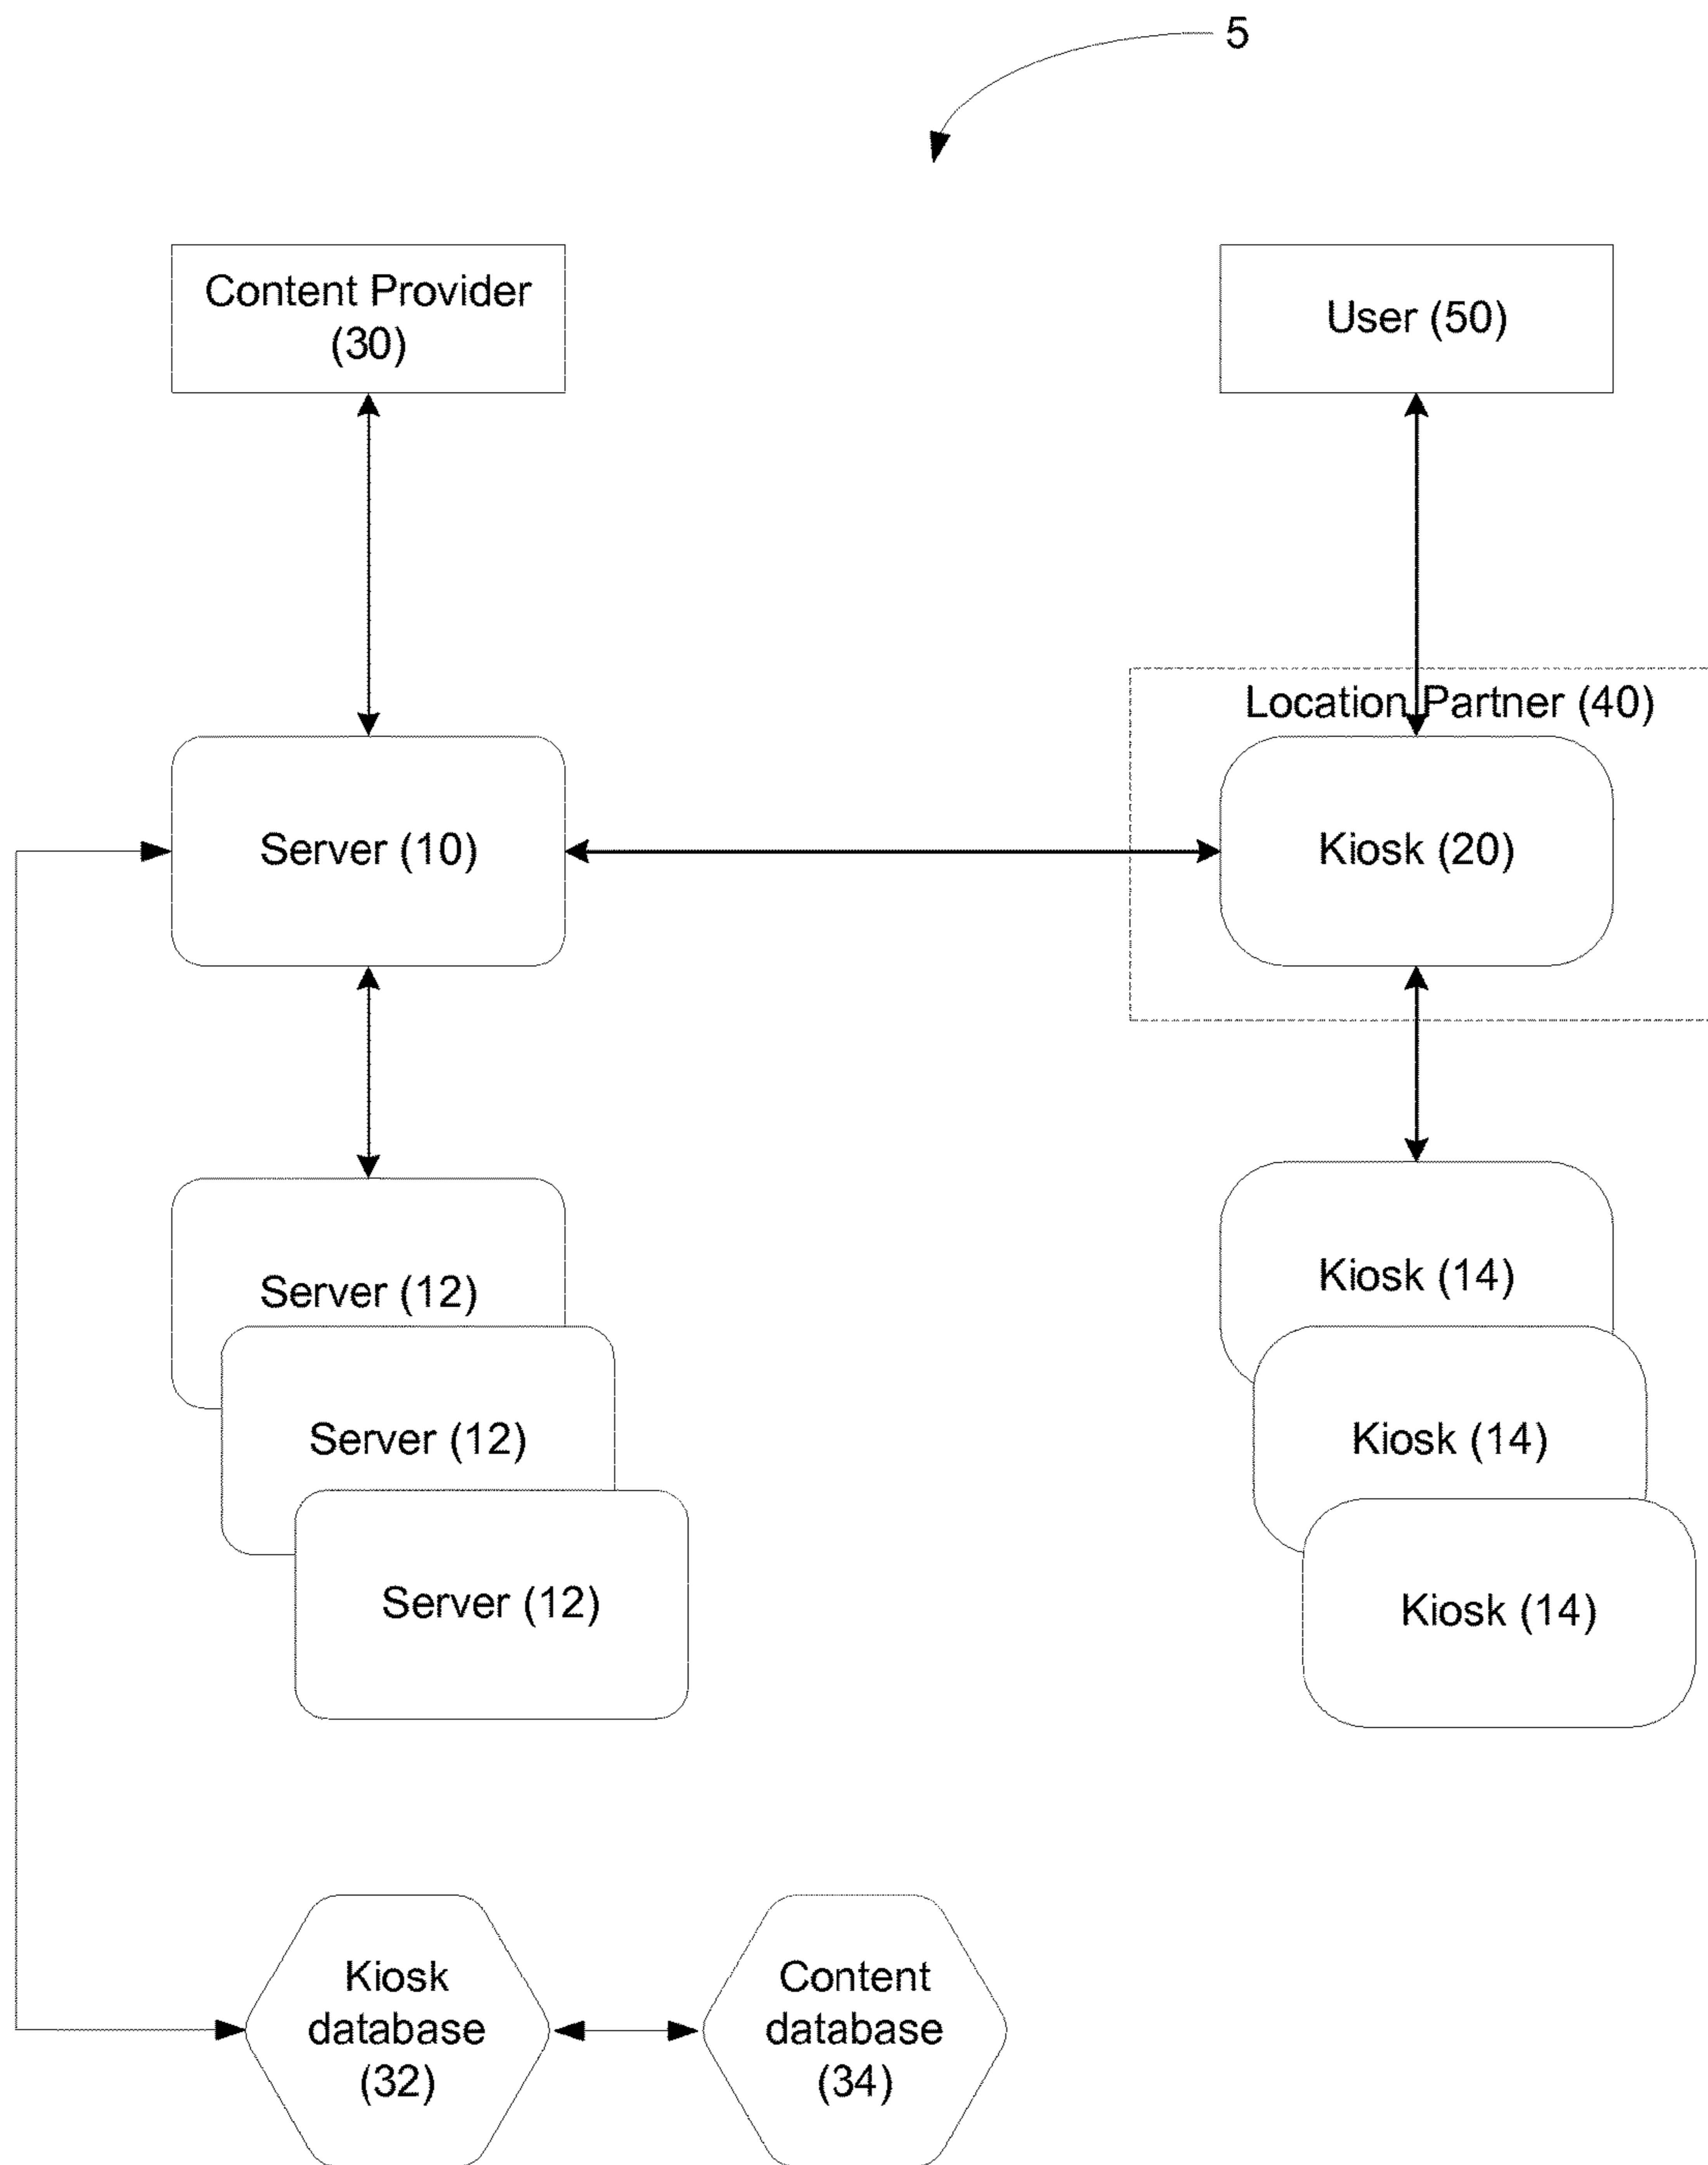 5
Content Provider
(30)
User (50)
Location Partner (40)
Server (10)
Kiosk (20)
Server (12)
Kiosk (14)
Server (12)
Kiosk (14)
Server (12)
Kiosk (14)
Kiosk
database
(32)
Content
database
(34)